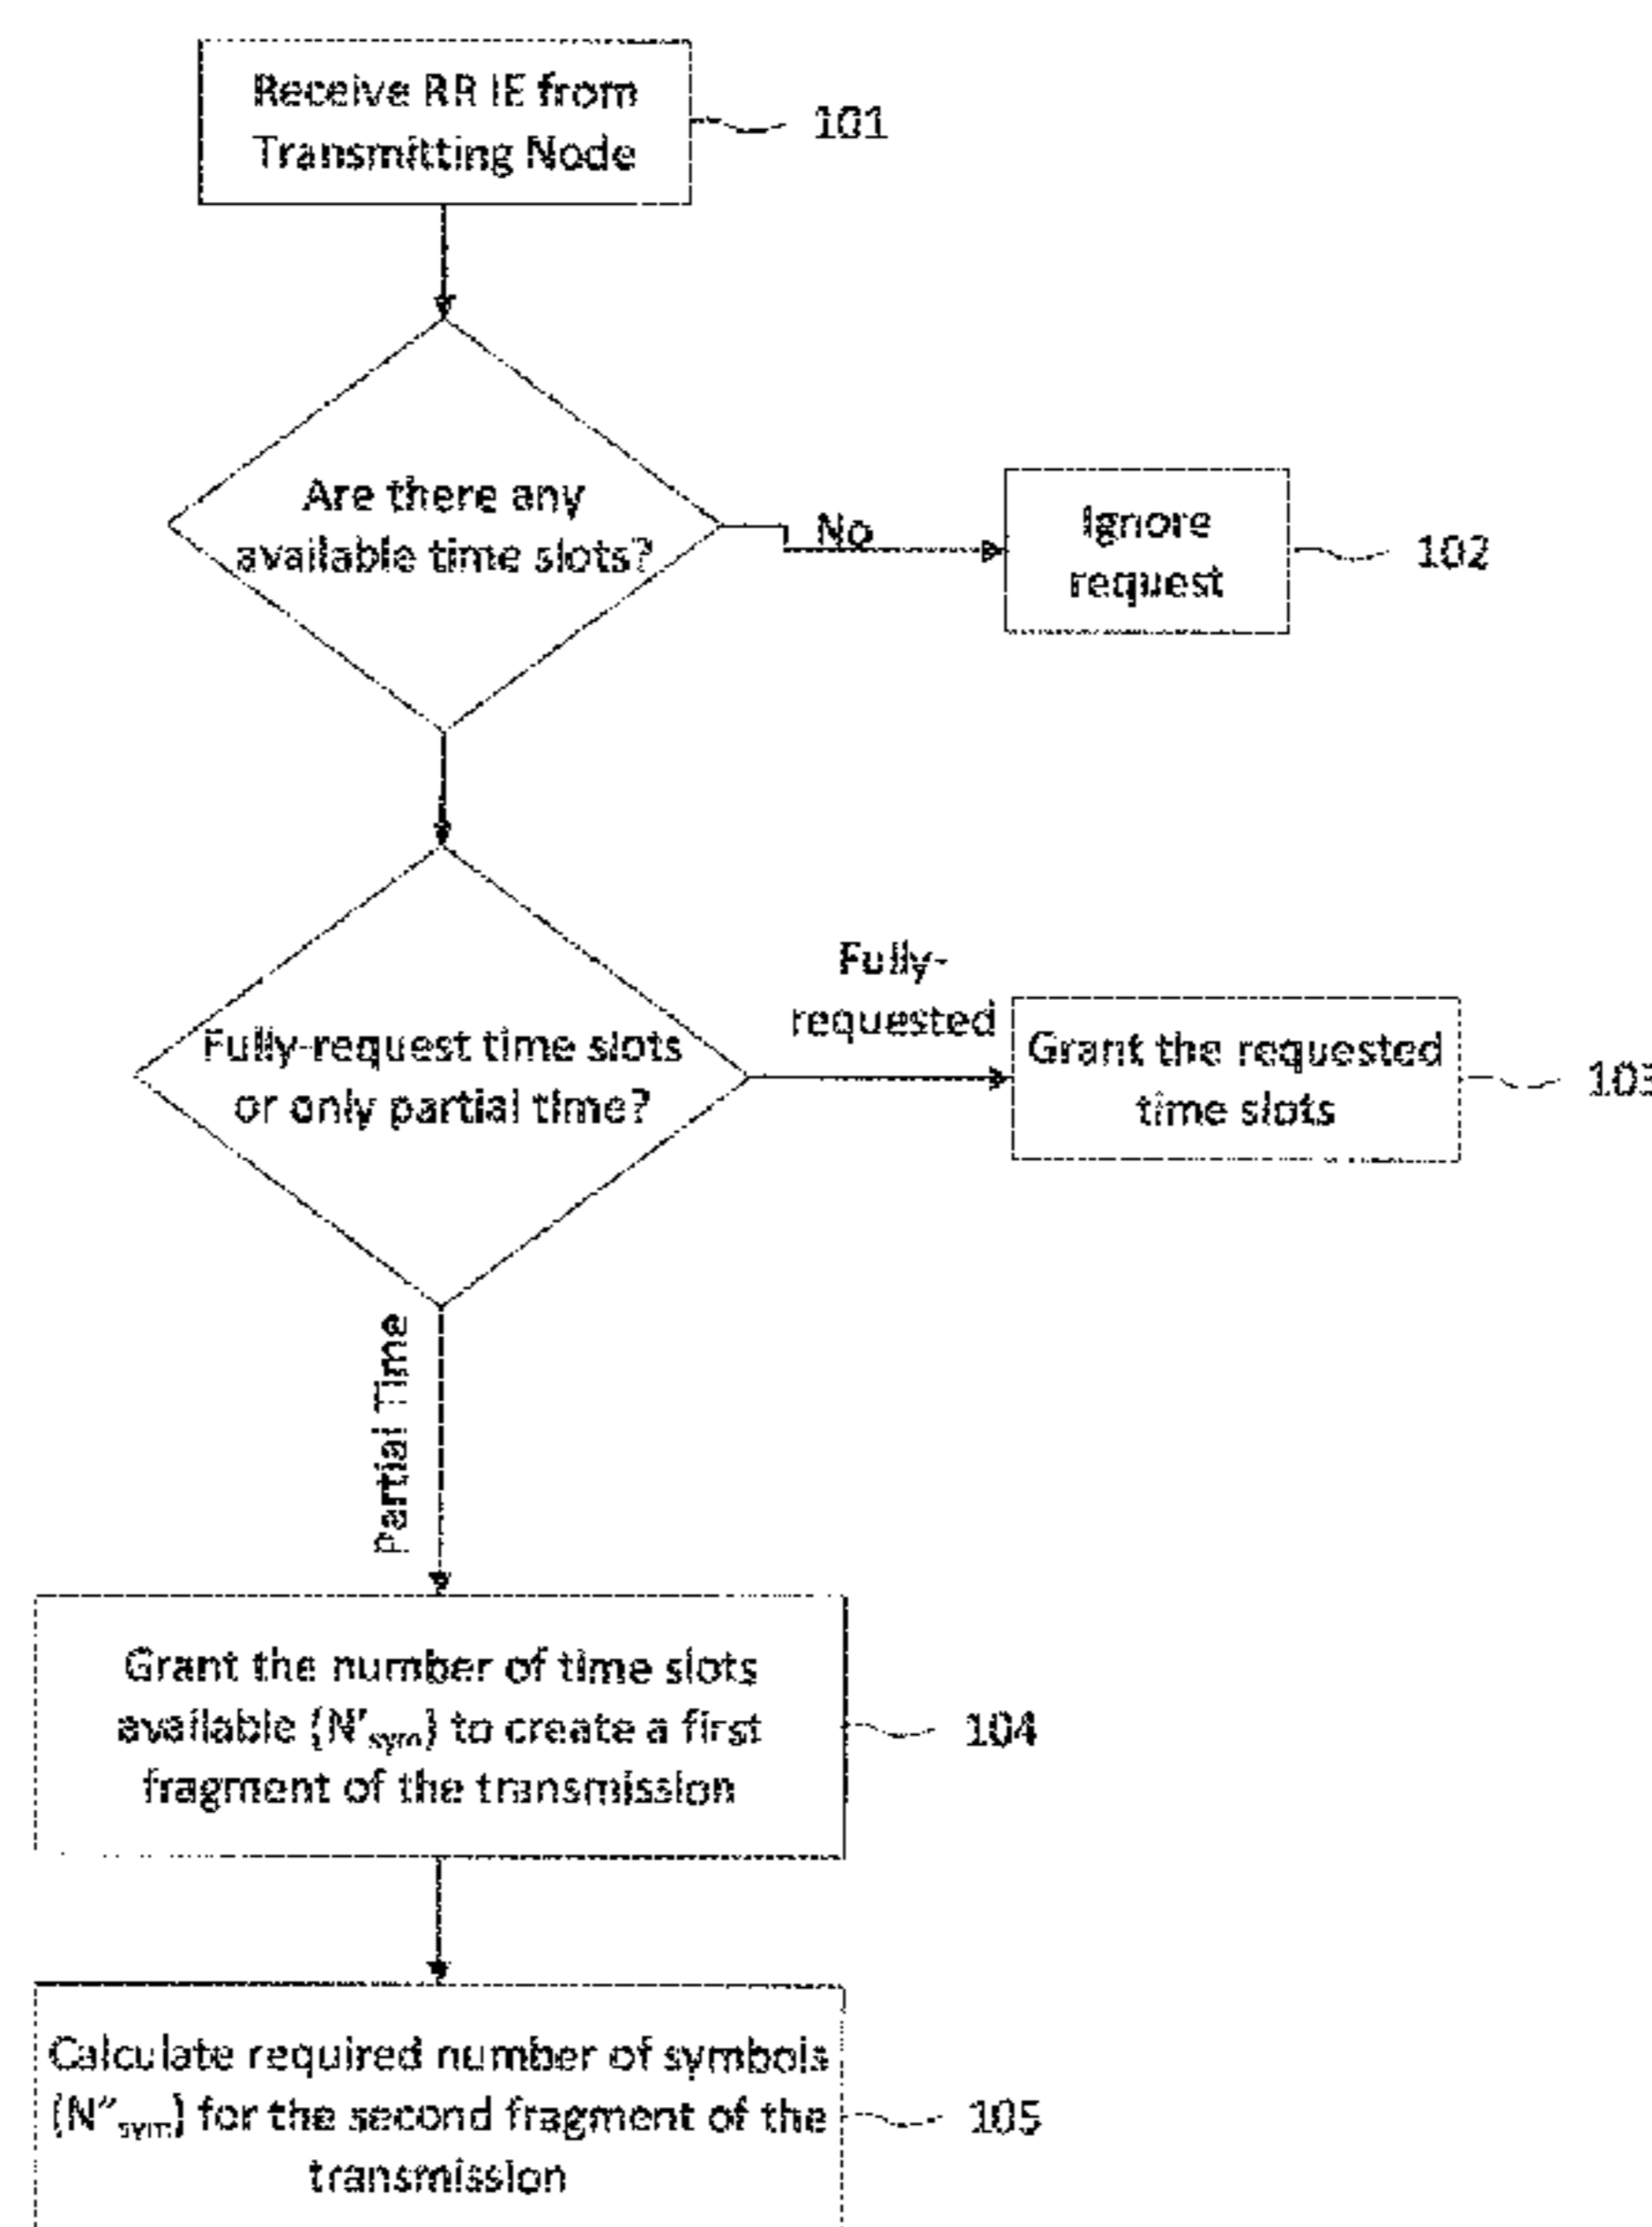 Receive RR IE from
Transmitting Node
101
Are there any
available time slots?
No
Ignore
request
102
Fully-request time slots
or only partial time?
Fully-
requested
Grant the requested
time slots
103
Partial Time
Grant the number of time slots
available (N'sym) to create a first
fragment of the transmission
104
Calculate required number of symbols
(N"sym) for the second fragment of the
transmission
105